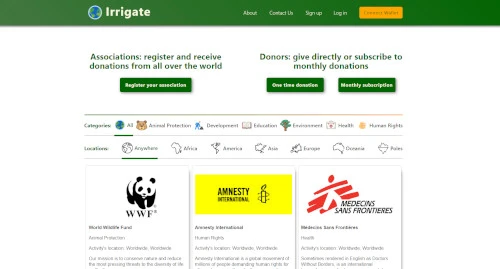 Irrigate
About
Contact Us
Sign up
Log in
Connect Wallet
Associations: register and receive
donations from all over the world
Register your association
Donors: give directly or subscribe to
monthly donations
One time donation
Monthly subscription
Categories:
All
Animal Protection
Development
Education
Environment
Health
Human Rights
Locations:
Anywhere
Africa
America
Asia
Europe
Oceania
Poles
WWF
World Wildlife Fund
Animal Protection
Activity's location: Worldwide, Worldwide
Our mission is to conserve nature and reduce
the most pressing threats to the diversity of life
AMNESTY
INTERNATIONAL
Amnesty International
Human Rights
Activity's location: Worldwide, Worldwide
Amnesty International is a global movement of
millions of people demanding human rights for
MEDECINS
SANS FRONTIERES
Medecins Sans Frontières
Health
Activity's location: Worldwide, Worldwide
Sometimes rendered in English as Doctors
Without Borders, is an international